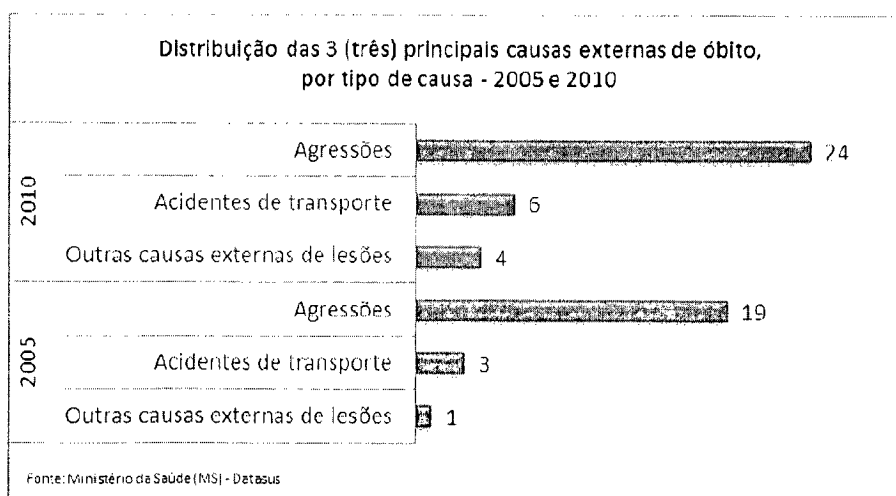 Distribuição das 3 (três) principais causas externas de óbito,
por tipo de causa - 2005 e 2010
2010
Agressões 24
Acidentes de transporte 6
Outras causas externas de lesões 4
2005
Agressões 19
Acidentes de transporte 3
Outras causas externas de lesões 1
Fonte: Ministério da Saúde (MS) - Datasus